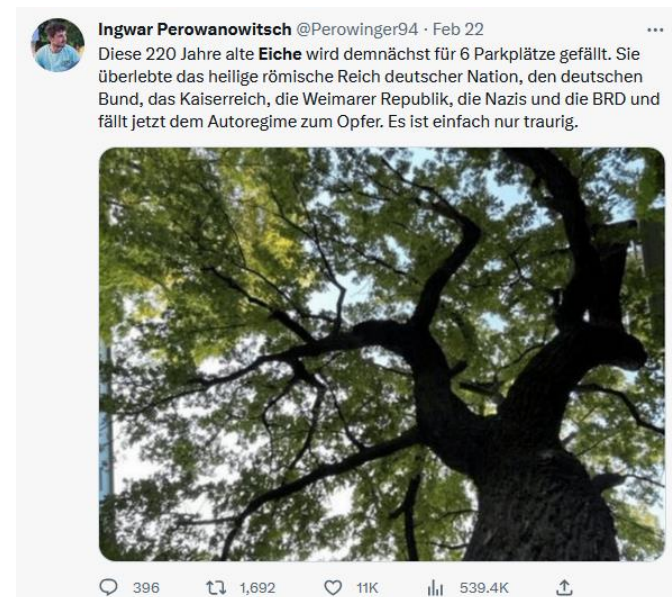 Ingwar Perowanowitsch @Perowinger94 · Feb 22
Diese 220 Jahre alte Eiche wird demnächst für 6 Parkplätze gefällt. Sie
überlebte das heilige römische Reich deutscher Nation, den deutschen
Bund, das Kaiserreich, die Weimarer Republik, die Nazis und die BRD und
fällt jetzt dem Autoregime zum Opfer. Es ist einfach nur traurig.
396 1,692 11K 539.4K